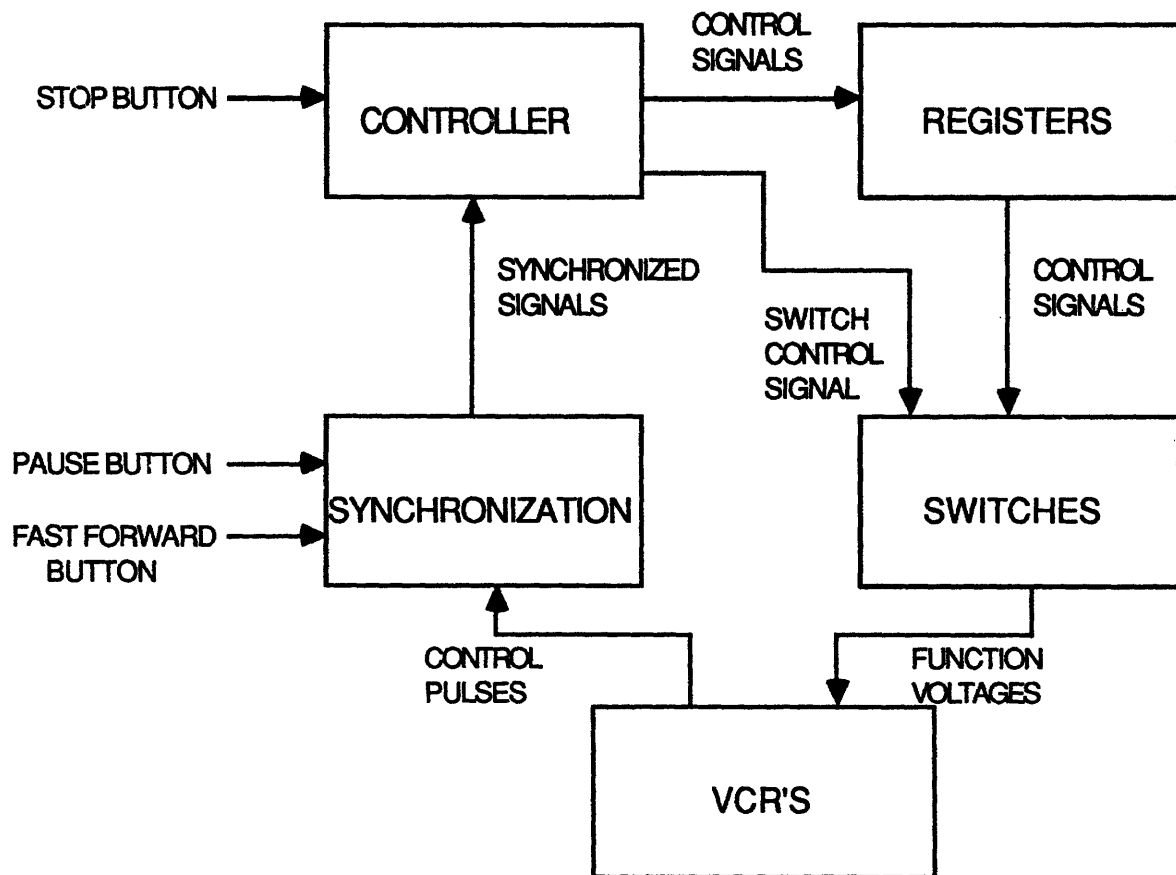 CONTROL
SIGNALS
STOP BUTTON
CONTROLLER
REGISTERS
SYNCHRONIZED
SIGNALS
CONTROL
SIGNALS
SWITCH
CONTROL
SIGNAL
PAUSE BUTTON
SYNCHRONIZATION
SWITCHES
FAST FORWARD
BUTTON
CONTROL
PULSES
FUNCTION
VOLTAGES
VCR'S